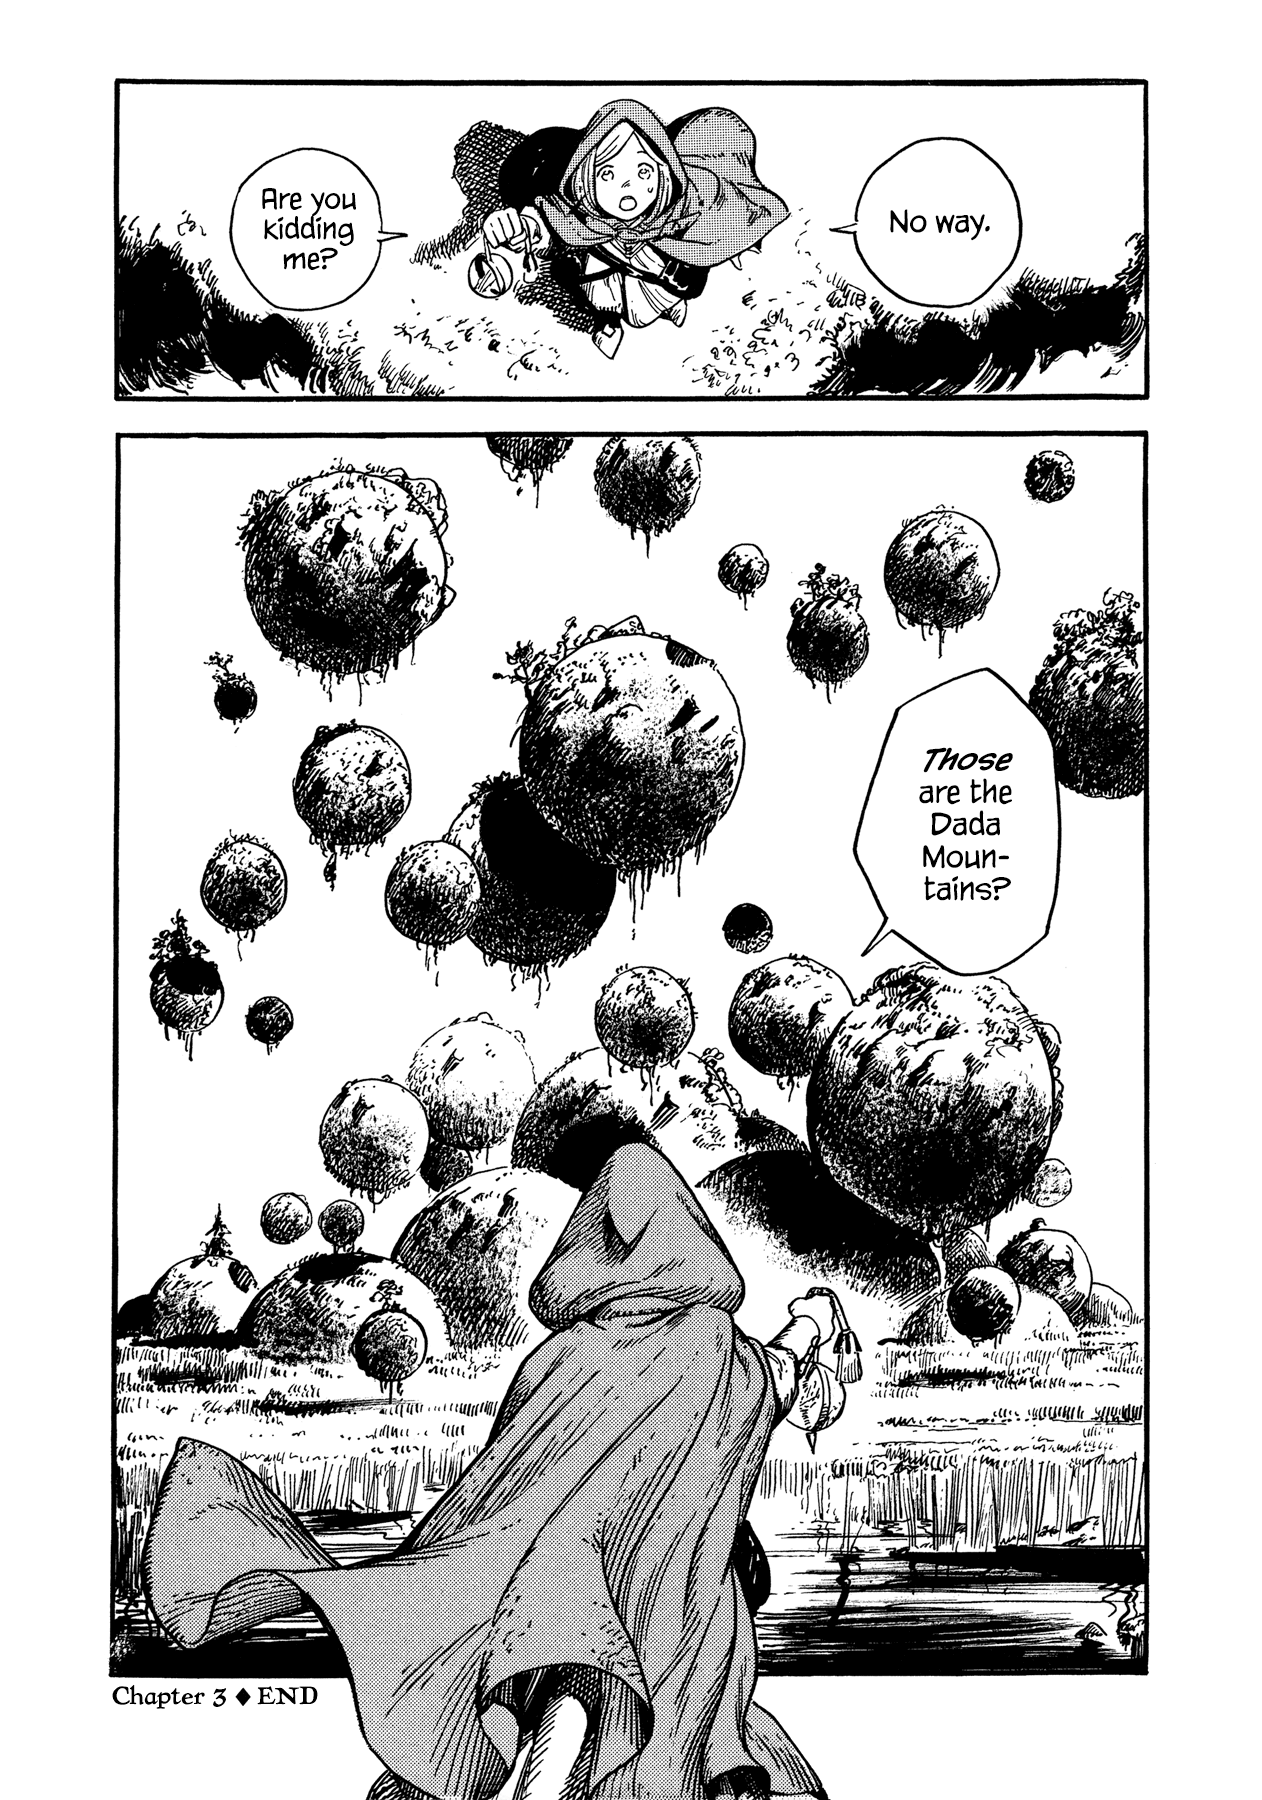 No way.
Are you
kidding
me?
Those
are the
Dada
Moun-
tains?
Chapter 3 ♦ END